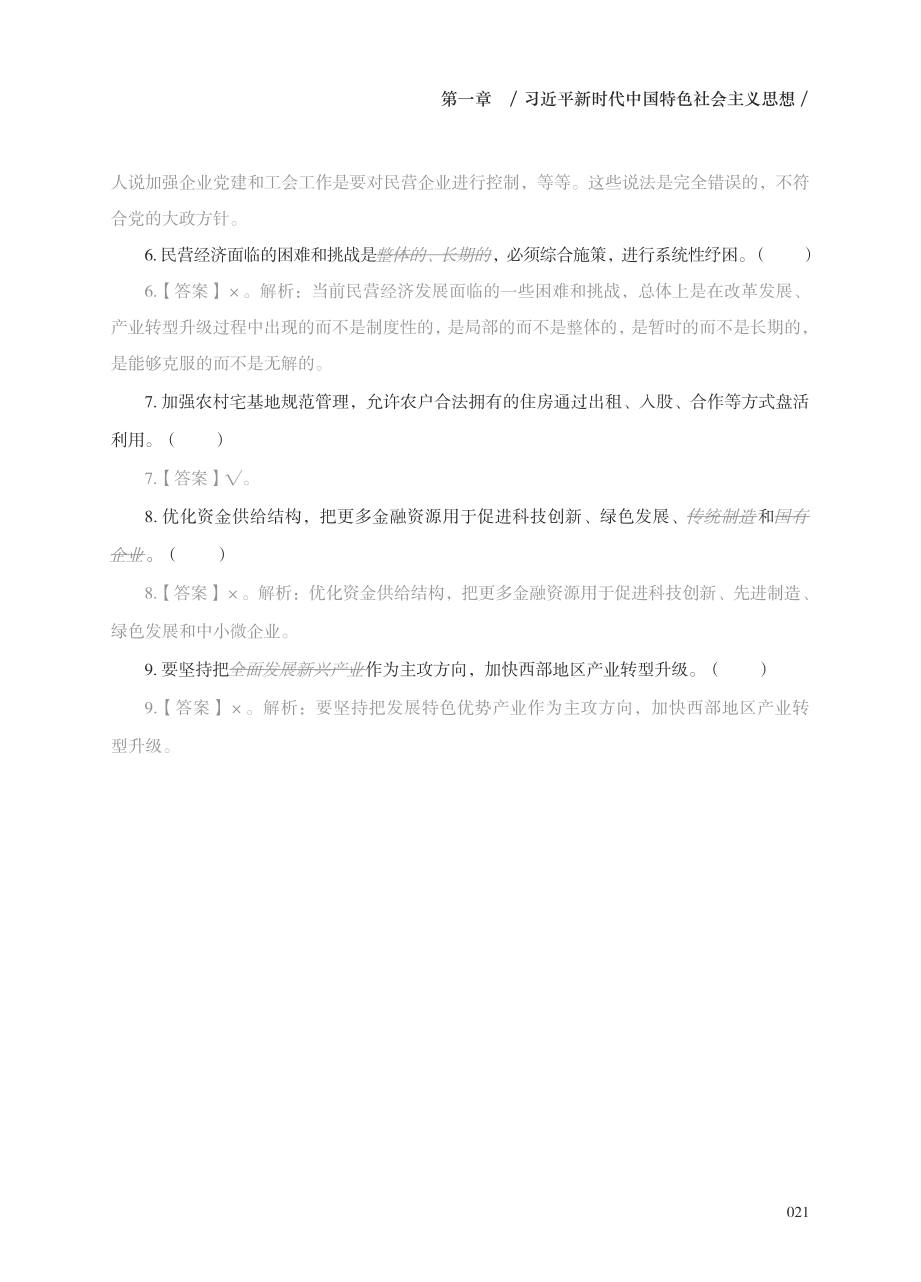 第一章 / 习近平新时代中国特色社会主义思想 /
人说加强企业党建和工会工作是要对民营企业进行控制，等等。这些说法是完全错误的，不符
合党的大政方针。
6. 民营经济面临的困难和挑战是整体的、长期的，必须综合施策，进行系统性纾困。（  ）
6.【答案】×。解析：当前民营经济发展面临的一些困难和挑战，总体上是在改革发展、
产业转型升级过程中出现的而不是制度性的，是局部的而不是整体的，是暂时的而不是长期的，
是能够克服的而不是无解的。
7. 加强农村宅基地规范管理，允许农户合法拥有的住房通过出租、入股、合作等方式盘活
利用。（  ）
7.【答案】√。
8. 优化资金供给结构，把更多金融资源用于促进科技创新、绿色发展、传统制造和国有
企业。（  ）
8.【答案】×。解析：优化资金供给结构，把更多金融资源用于促进科技创新、先进制造、
绿色发展和中小微企业。
9. 要坚持把全面发展新兴产业作为主攻方向，加快西部地区产业转型升级。（  ）
9.【答案】×。解析：要坚持把发展特色优势产业作为主攻方向，加快西部地区产业转
型升级。
021